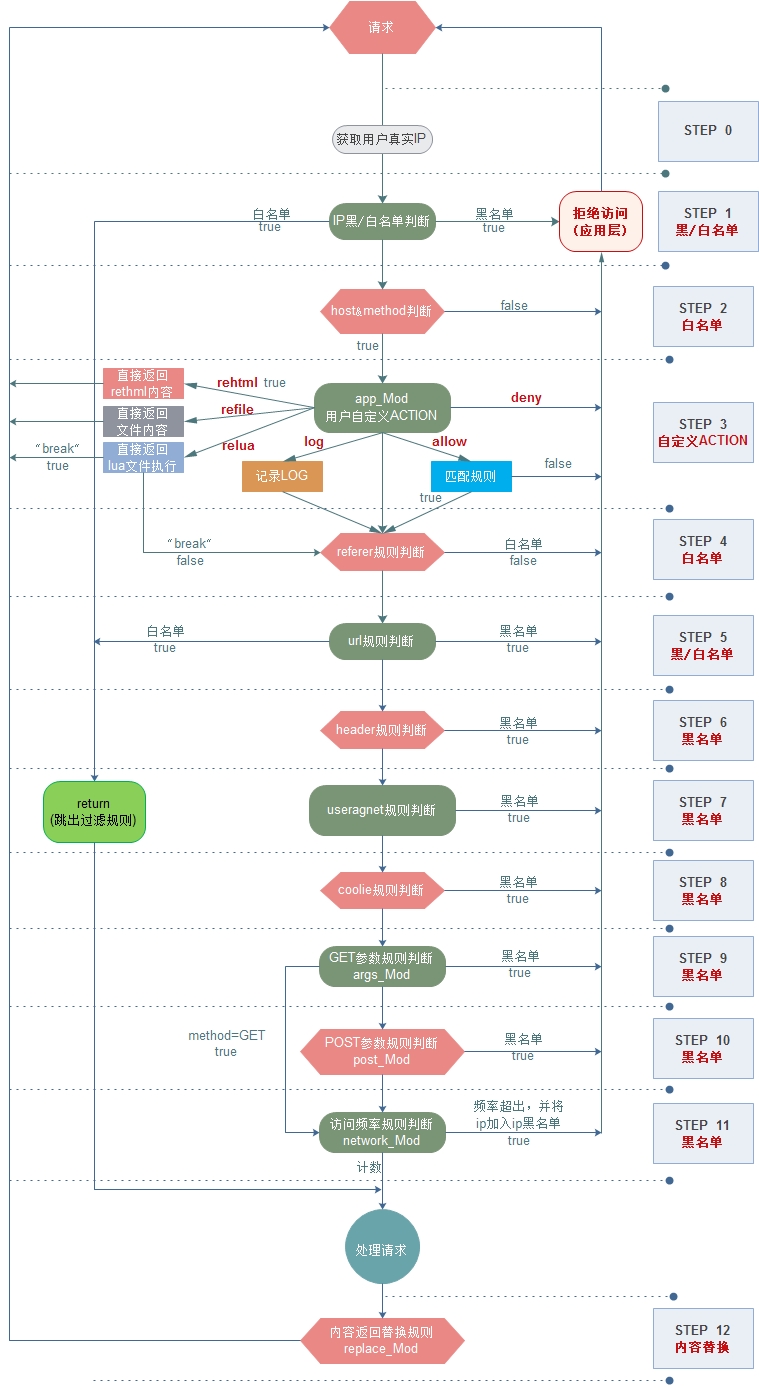 请求
STEP 0
获取用户真实IP
白名单
true
IP黑/白名单判断
黑名单
true
拒绝访问
(应用层)
STEP 1
黑/白名单
host&method判断
false
true
STEP 2
白名单
直接返回
rethml内容
rehtml true
直接返回
文件内容
refile
"break"
true
直接返回
lua文件执行
relua
app_Mod
用户自定义ACTION
deny
log
allow
记录LOG
匹配规则
false
true
STEP 3
自定义ACTION
"break"
false
referer规则判断
白名单
false
STEP 4
白名单
白名单
true
url规则判断
黑名单
true
STEP 5
黑/白名单
header规则判断
黑名单
true
STEP 6
黑名单
return
(跳出过滤规则)
useragnet规则判断
黑名单
true
STEP 7
黑名单
coolie规则判断
黑名单
true
STEP 8
黑名单
GET参数规则判断
args_Mod
黑名单
true
STEP 9
黑名单
method=GET
true
POST参数规则判断
post_Mod
黑名单
true
STEP 10
黑名单
访问频率规则判断
network_Mod
频率超出，并将
ip加入ip黑名单
true
STEP 11
黑名单
计数
处理请求
内容返回替换规则
replace_Mod
STEP 12
内容替换